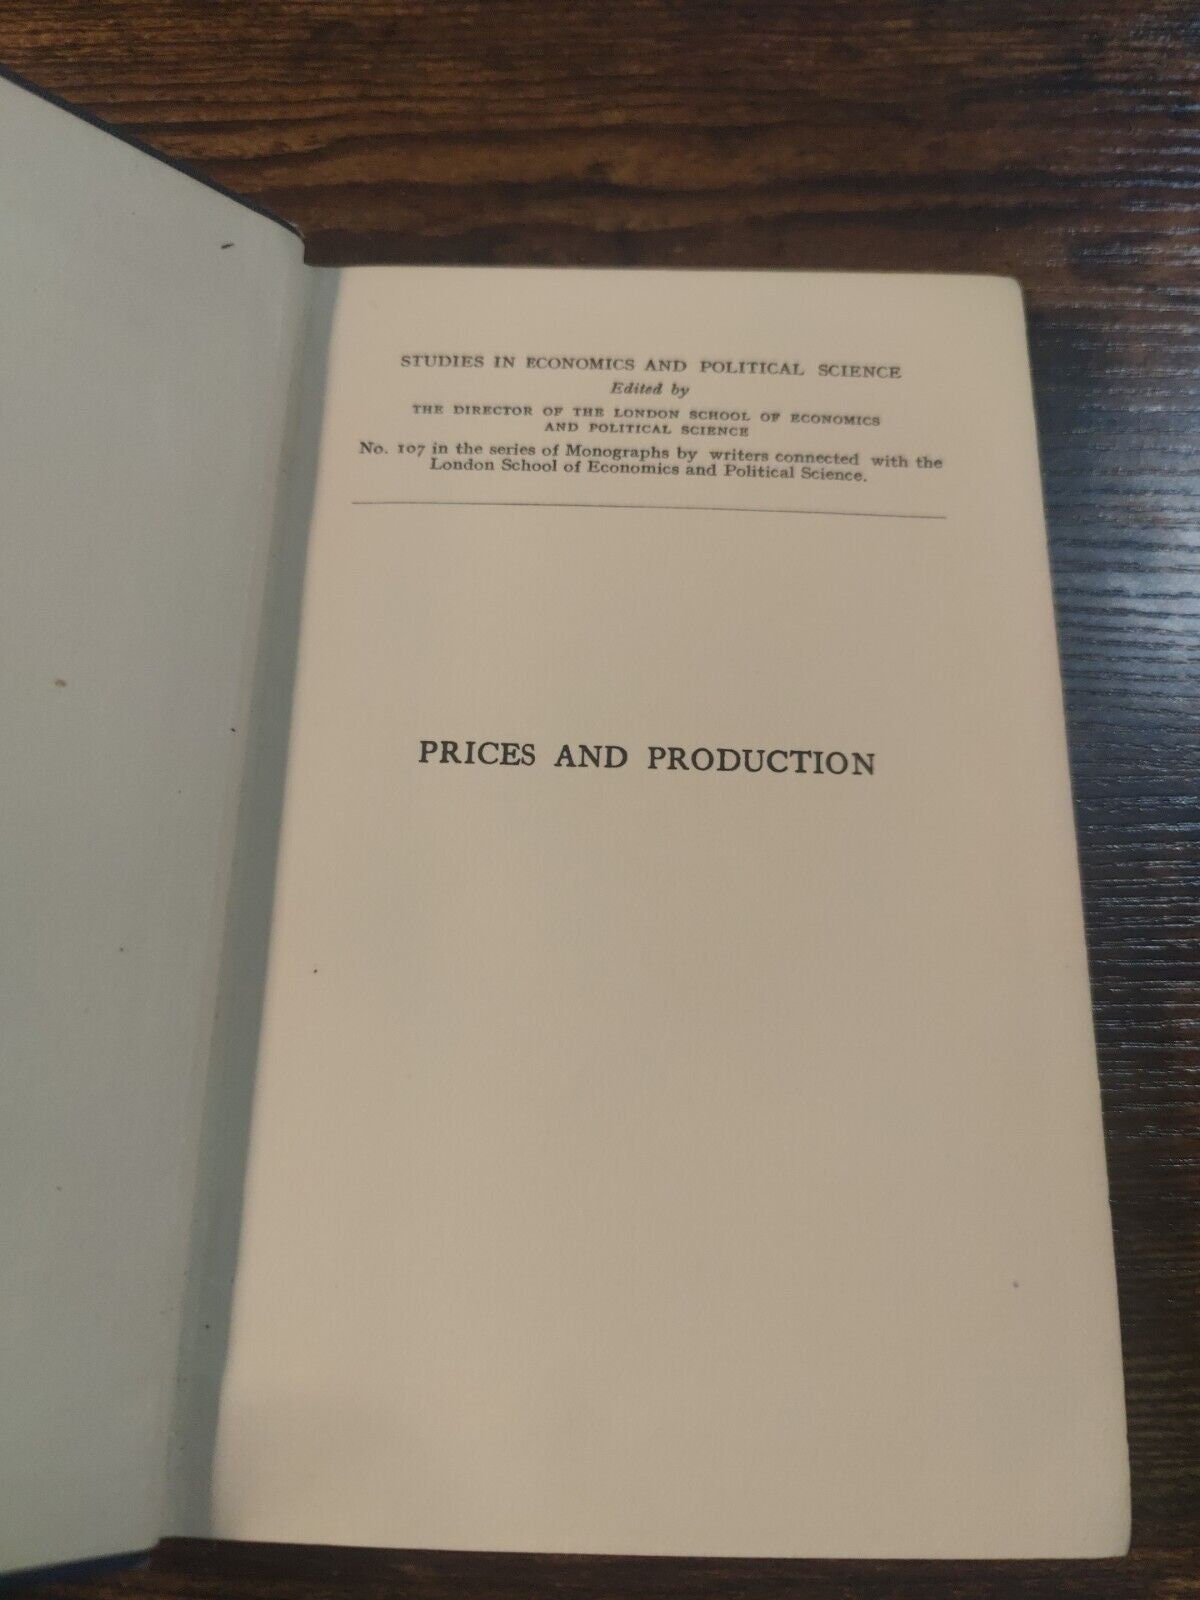 STUDIES IN ECONOMICS AND POLITICAL SCIENCE
Edited by
THE DIRECTOR OF THE LONDON SCHOOL OF ECONOMICS
AND POLITICAL SCIENCE
No. 107 in the series of Monographs by writers connected with the
London School of Economics and Political Science.
PRICES AND PRODUCTION